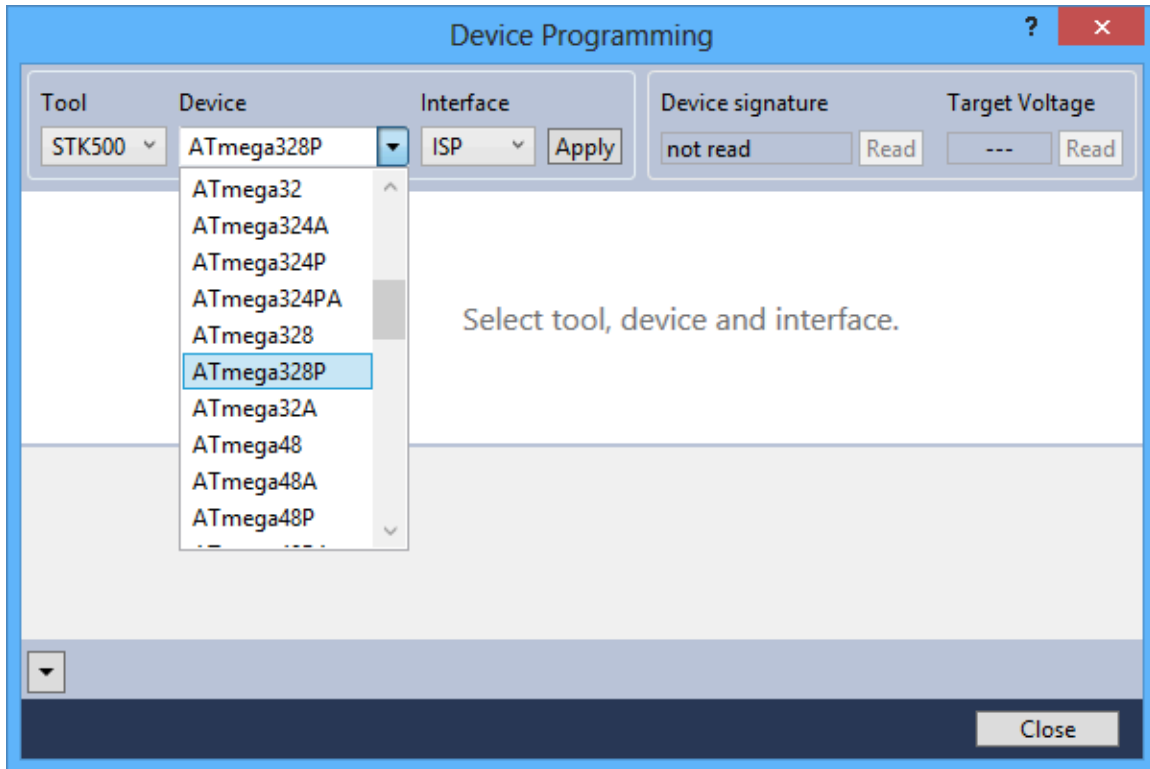 Device Programming
? ×
Tool Device Interface Device signature Target Voltage
STK500 ATmega328P ISP Apply not read Read --- Read
ATmega32
ATmega324A
ATmega324P
ATmega324PA
ATmega328
ATmega328P
ATmega32A
ATmega48
ATmega48A
ATmega48P
Select tool, device and interface.
Close